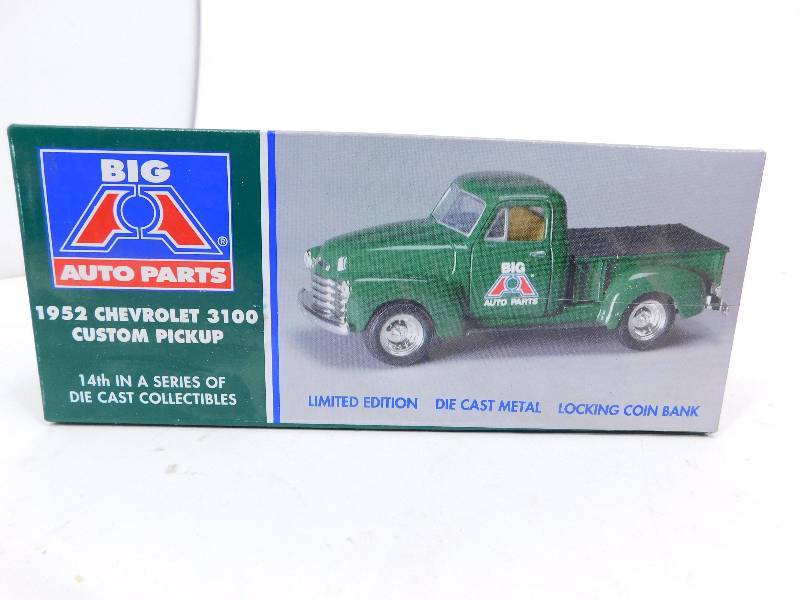 BIG
®
AUTO PARTS
1952 CHEVROLET 3100
CUSTOM PICKUP
14th IN A SERIES OF
DIE CAST COLLECTIBLES
BIG
AUTO PARTS
LIMITED EDITION DIE CAST METAL LOCKING COIN BANK